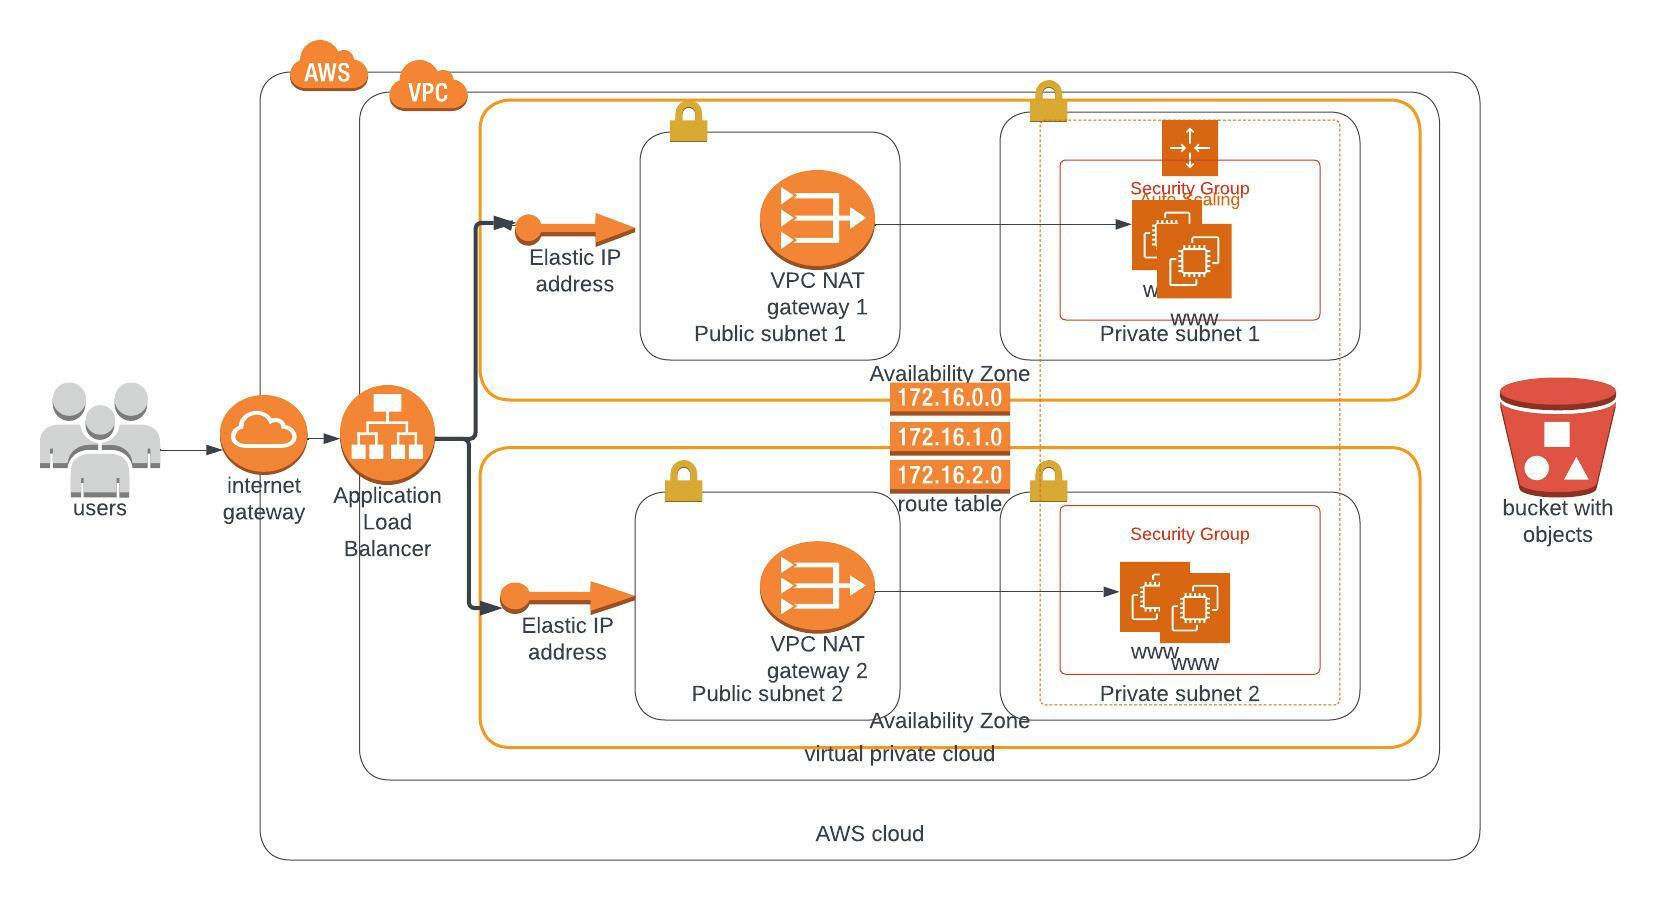 AWS
VPC
Security Group
Auto Scaling
Elastic IP
address
VPC NAT
gateway 1
Public subnet 1
w
www
Private subnet 1
Availability Zone
172.16.0.0
172.16.1.0
172.16.2.0
route table
users
internet
gateway
Application
Load
Balancer
bucket with
objects
Security Group
Elastic IP
address
VPC NAT
gateway 2
Public subnet 2
www
www
Private subnet 2
Availability Zone
virtual private cloud
AWS cloud